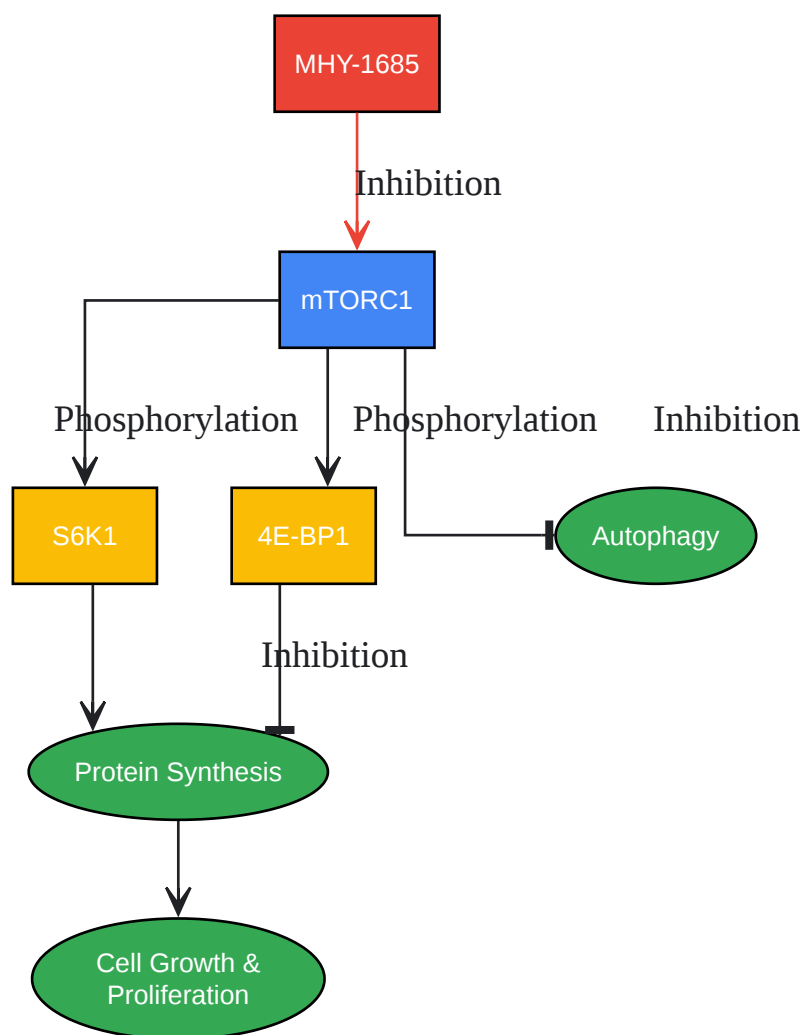 MHY-1685
Inhibition
mTORC1
Phosphorylation
Phosphorylation
Inhibition
S6K1
4E-BP1
Autophagy
Inhibition
Protein Synthesis
Cell Growth &
Proliferation